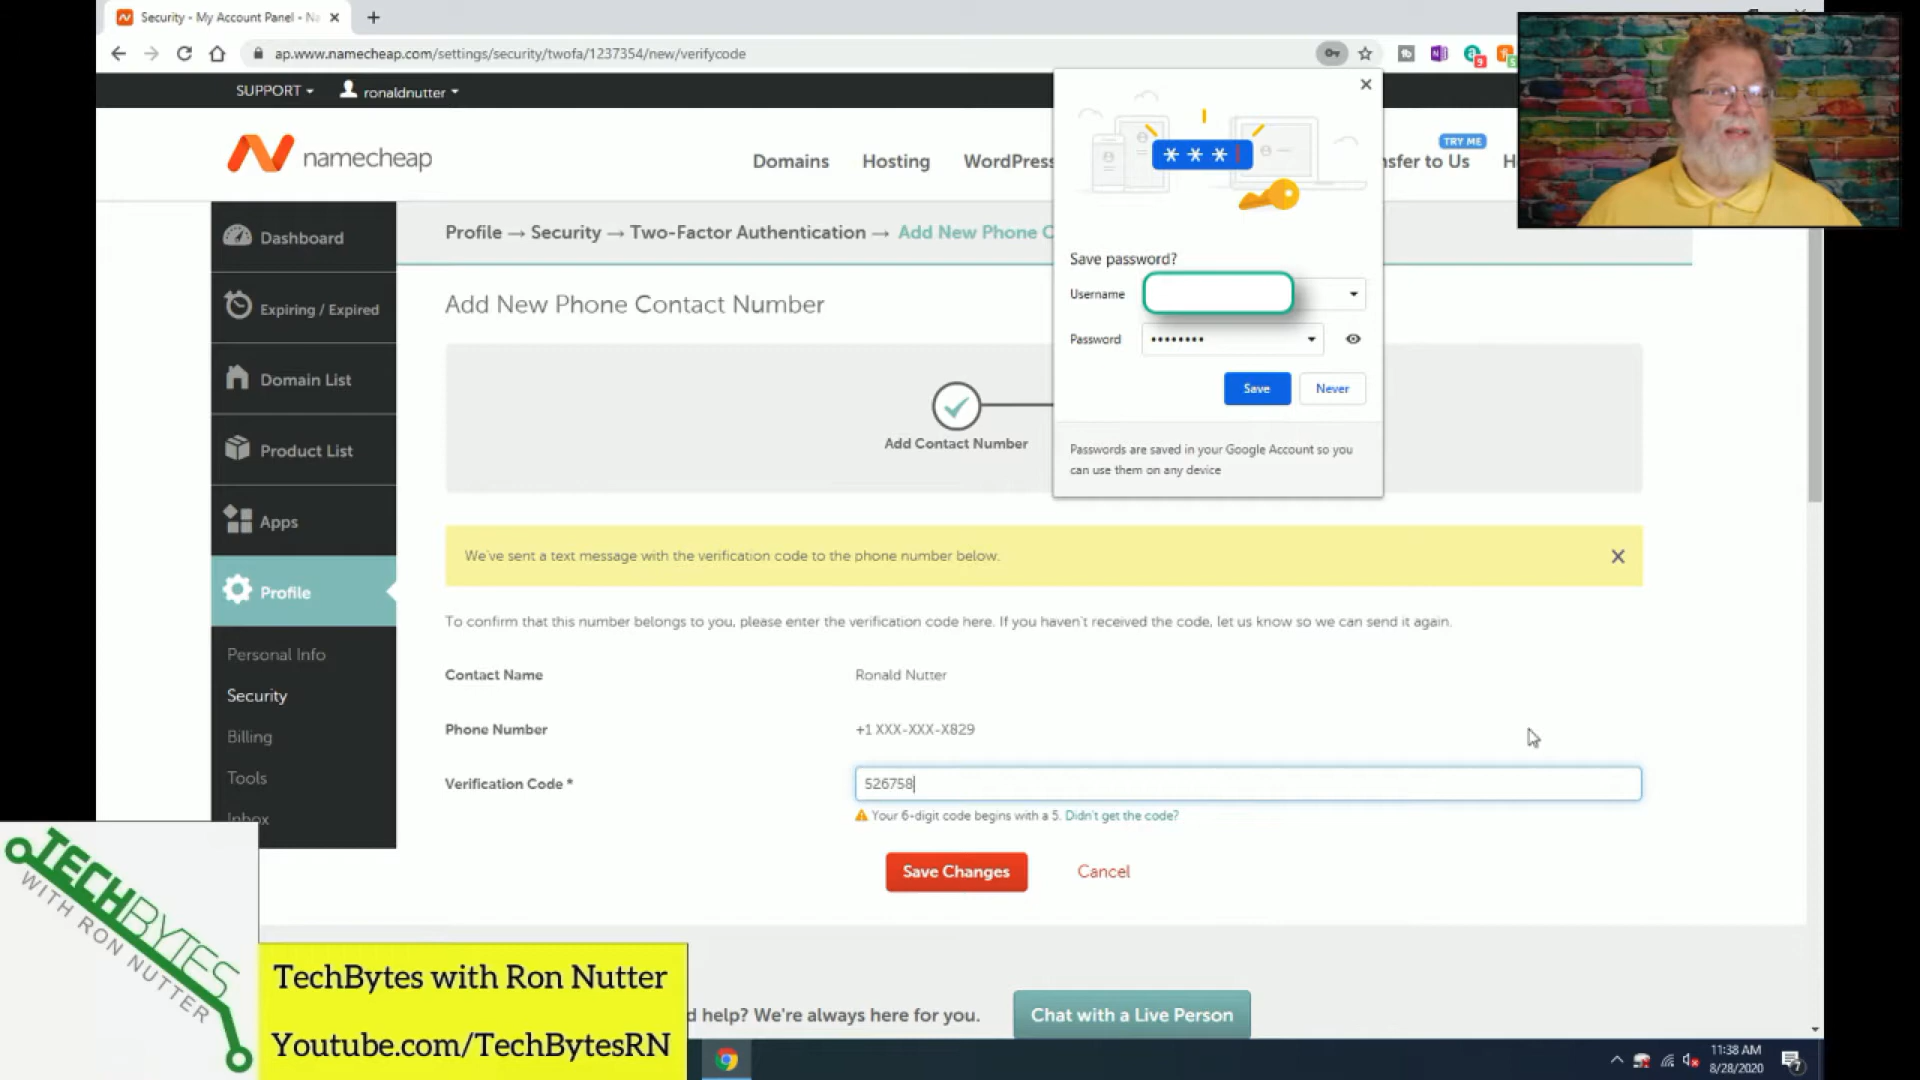 Security - My Account Panel - Na
ap.www.namecheap.com/settings/security/twofa/1237354/new/verifycode
9
SUPPORT
ronaldnutter
namecheap
Domains
Hosting
WordPress
nsfer to Us
TRY ME
H
Dashboard
Expiring / Expired
Domain List
Product List
Apps
Profile
Personal Info
Security
Billing
Tools
Inbox
Profile → Security → Two-Factor Authentication → Add New Phone C
Add New Phone Contact Number
Add Contact Number
* * *
Save password?
Username
Password
••••••••
Save
Never
Passwords are saved in your Google Account so you
can use them on any device
We've sent a text message with the verification code to the phone number below.
To confirm that this number belongs to you, please enter the verification code here. If you haven't received the code, let us know so we can send it again.
Contact Name
Ronald Nutter
Phone Number
+1 XXX-XXX-X829
Verification Code *
526758
Your 6-digit code begins with a 5. Didn't get the code?
Save Changes
Cancel
d help? We're always here for you.
Chat with a Live Person
TECHBYTES
WITH RON NUTTER
TechBytes with Ron Nutter
Youtube.com/TechBytesRN
11:38 AM
8/28/2020
7